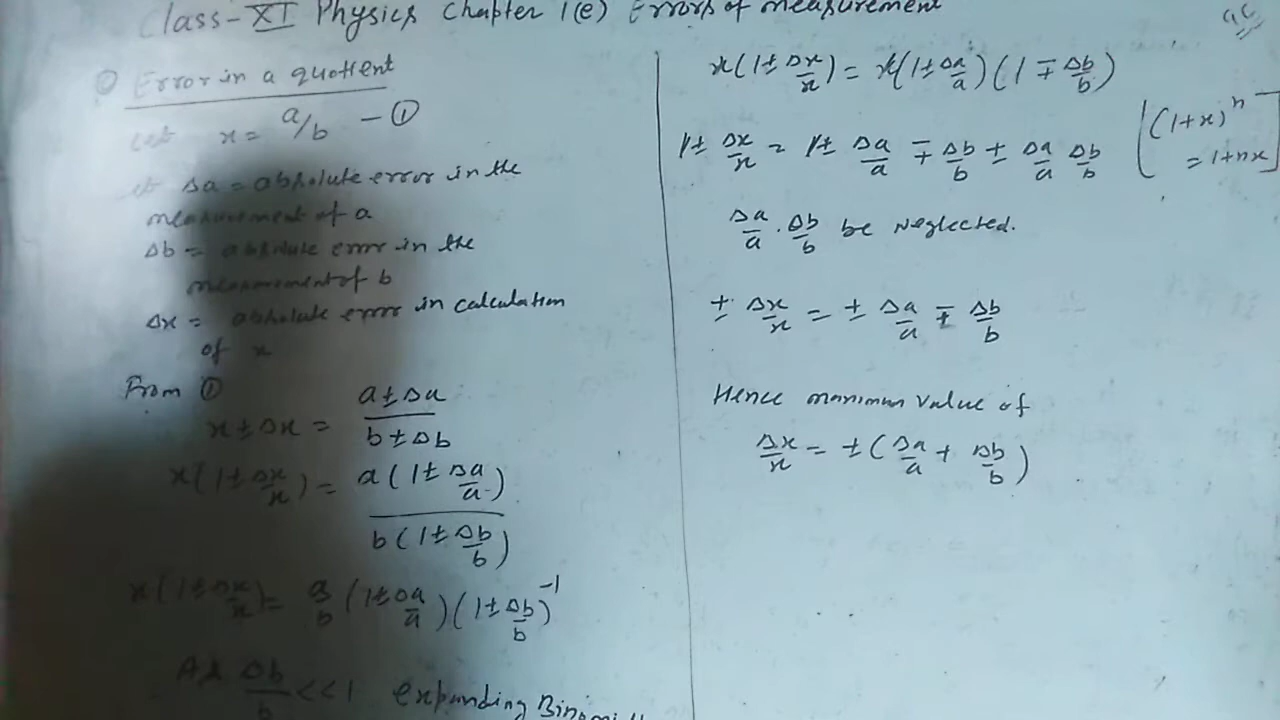 Class-XI Physics Chapter 1(e) Errors of measurement
Error in a quotient
Let x = a/b - ①
let Δa = absolute error in the
measurement of a
Δb = absolute error in the
measurement of b
Δx = absolute error in calculation
of x
From ①
x ± Δx = (a ± Δa)/(b ± Δb)
x(1 ± Δx/x) = a(1 ± Δa/a)/b(1 ± Δb/b)
x(1 ± Δx/x) = a/b (1 ± Δa/a)(1 ± Δb/b)^-1
As Δb/b << 1 expanding
x(1 ± Δx/x) = x(1 ± Δa/a)(1 ∓ Δb/b)
1 ± Δx/x = 1 ± Δa/a ∓ Δb/b ± Δa/a Δb/b
[(1+x)^n
= 1+nx]
Δa/a . Δb/b be neglected.
± Δx/x = ± Δa/a ∓ Δb/b
Hence maximum value of
Δx/x = ± (Δa/a + Δb/b)